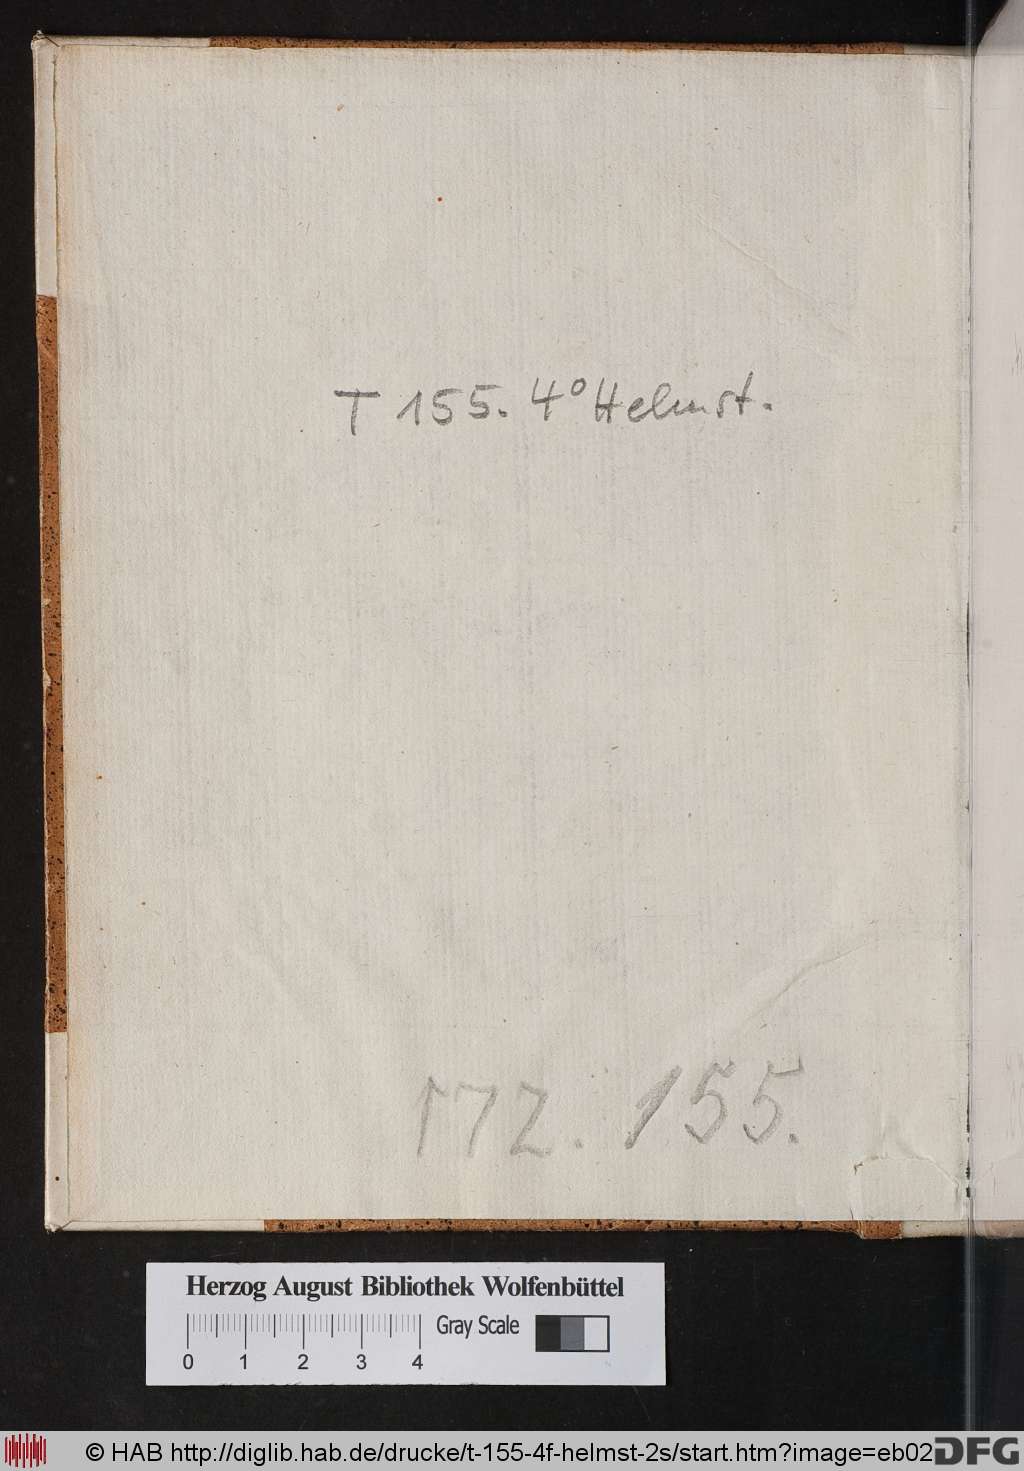 T 155. 4° Helmst.
172. 155.
Herzog August Bibliothek Wolfenbüttel
Gray Scale
0 1 2 3 4
© HAB http://diglib.hab.de/drucke/t-155-4f-helmst-2s/start.htm?image=eb02
DFG